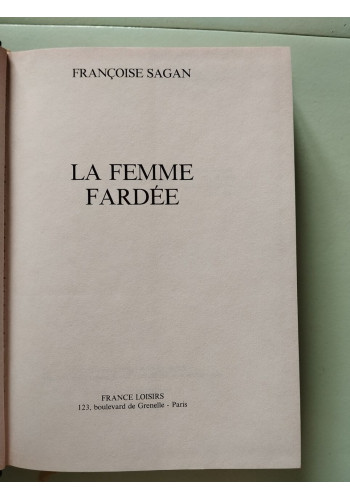 FRANÇOISE SAGAN
LA FEMME
FARDÉE
FRANCE LOISIRS
123, boulevard de Grenelle - Paris